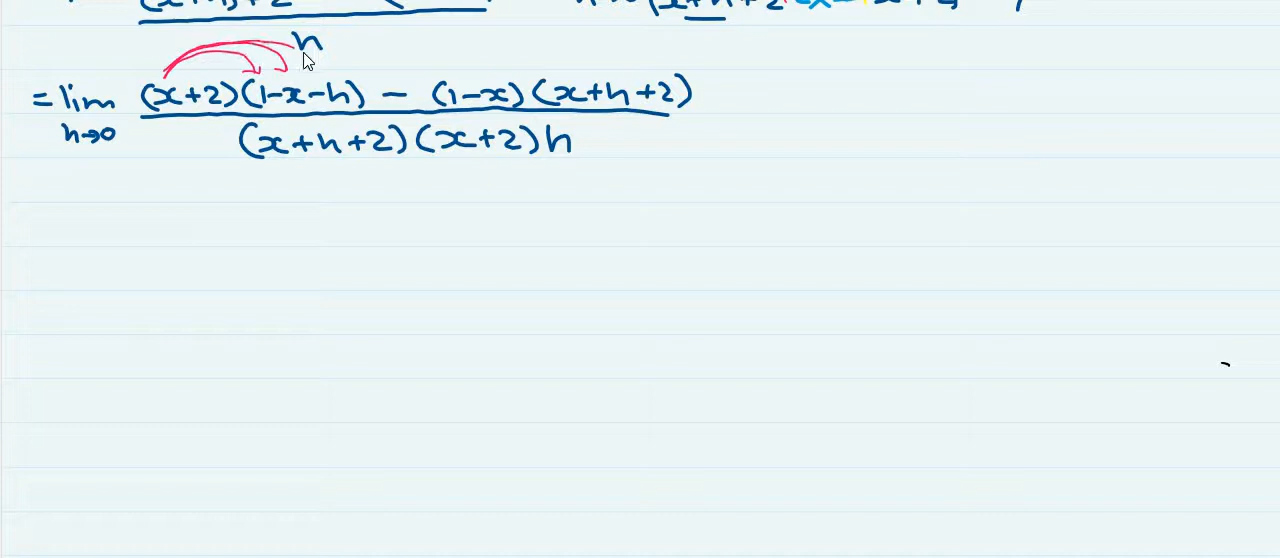 h
= lim (x+2)(1-x-h) - (1-x)(x+h+2)
h→0 (x+h+2)(x+2)h